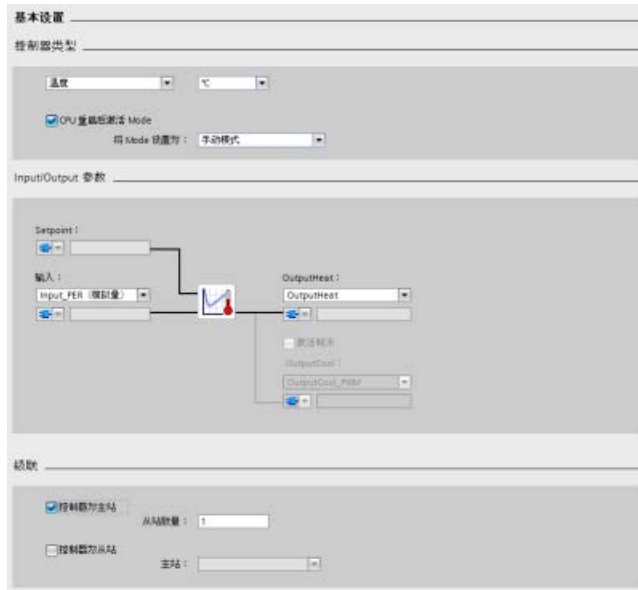 基本设置
控制器类型
温度
℃
CPU 重启后激活 Mode
将 Mode 设置为： 手动模式
Input/Output 参数
Setpoint：
输入：
Input_PER（模拟量）
OutputHeat：
OutputHeat
激活制冷
OutputCool：
OutputCool_PWM
级联
控制器为主站
从站数量： 1
控制器为从站
主站：